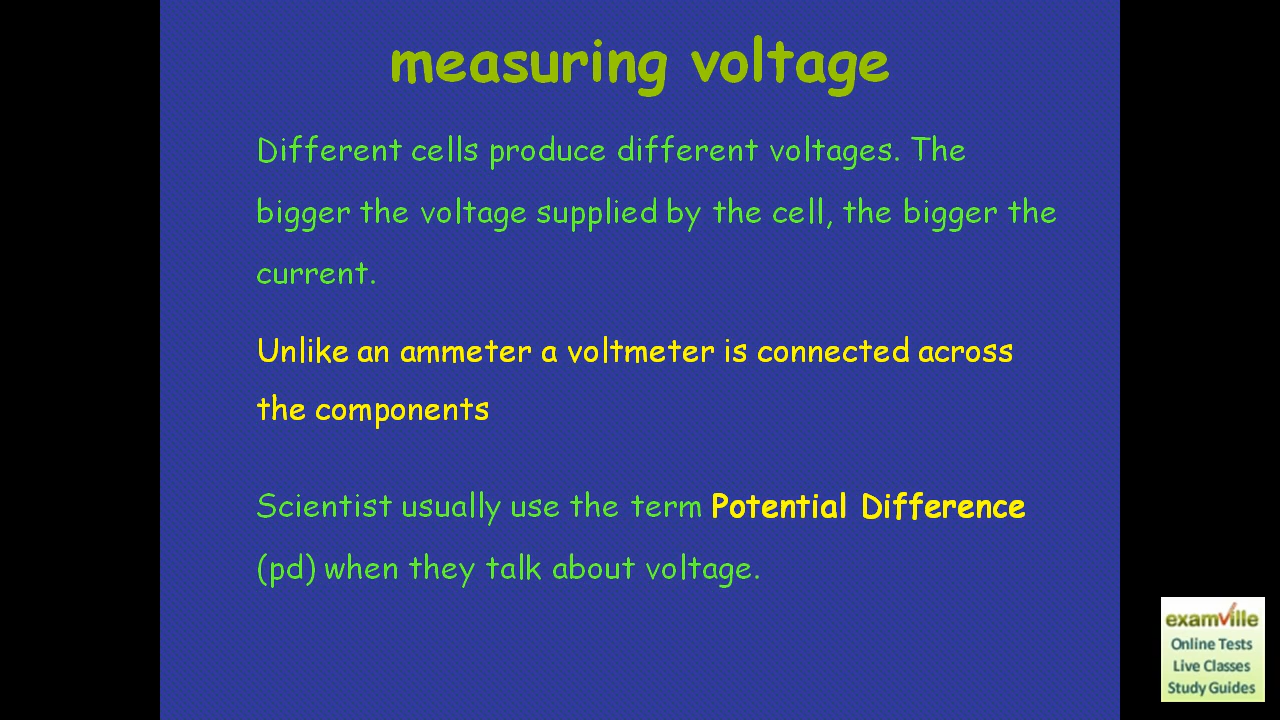 measuring voltage
Different cells produce different voltages. The
bigger the voltage supplied by the cell, the bigger the
current.
Unlike an ammeter a voltmeter is connected across
the components
Scientist usually use the term Potential Difference
(pd) when they talk about voltage.
examville
Online Tests
Live Classes
Study Guides